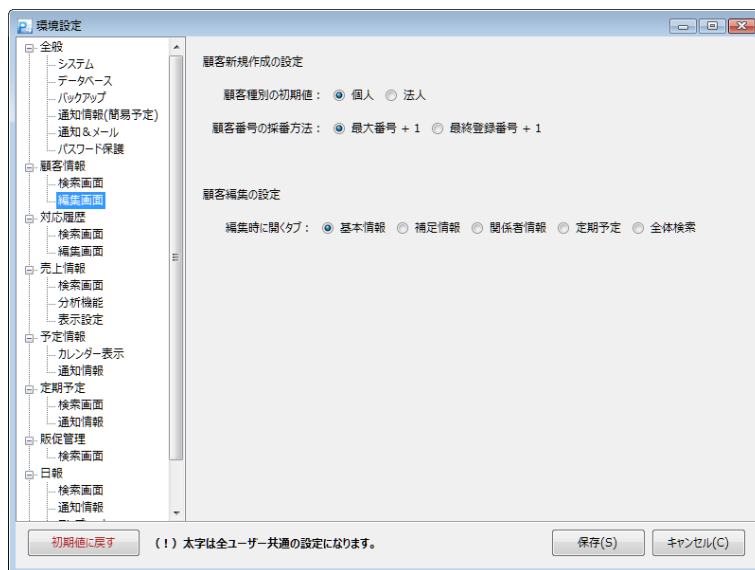 環境設定
全般
システム
データベース
バックアップ
通知情報(簡易予定)
通知&メール
パスワード保護
顧客情報
検索画面
編集画面
対応履歴
検索画面
編集画面
売上情報
検索画面
分析機能
表示設定
予定情報
カレンダー表示
通知情報
定期予定
検索画面
通知情報
販促管理
検索画面
日報
検索画面
通知情報
顧客新規作成の設定
顧客種別の初期値： 個人 法人
顧客番号の採番方法： 最大番号 + 1 最終登録番号 + 1
顧客編集の設定
編集時に開くタブ： 基本情報 補足情報 関係者情報 定期予定 全体検索
初期値に戻す (！) 太字は全ユーザー共通の設定になります。 保存(S) キャンセル(C)